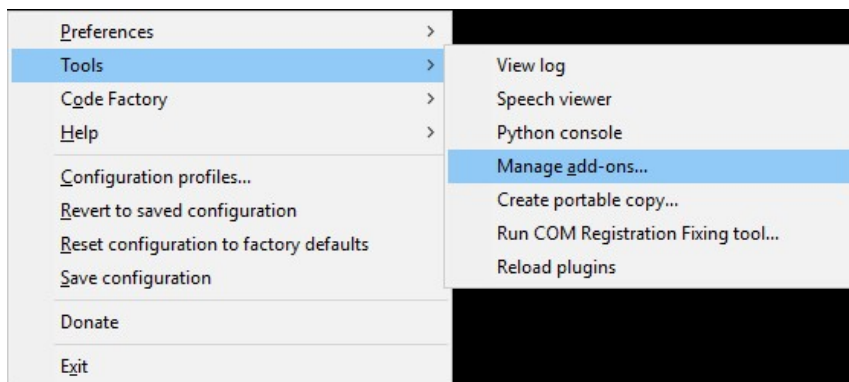 Preferences
Tools
Code Factory
Help
Configuration profiles...
Revert to saved configuration
Reset configuration to factory defaults
Save configuration
Donate
Exit
View log
Speech viewer
Python console
Manage add-ons...
Create portable copy...
Run COM Registration Fixing tool...
Reload plugins